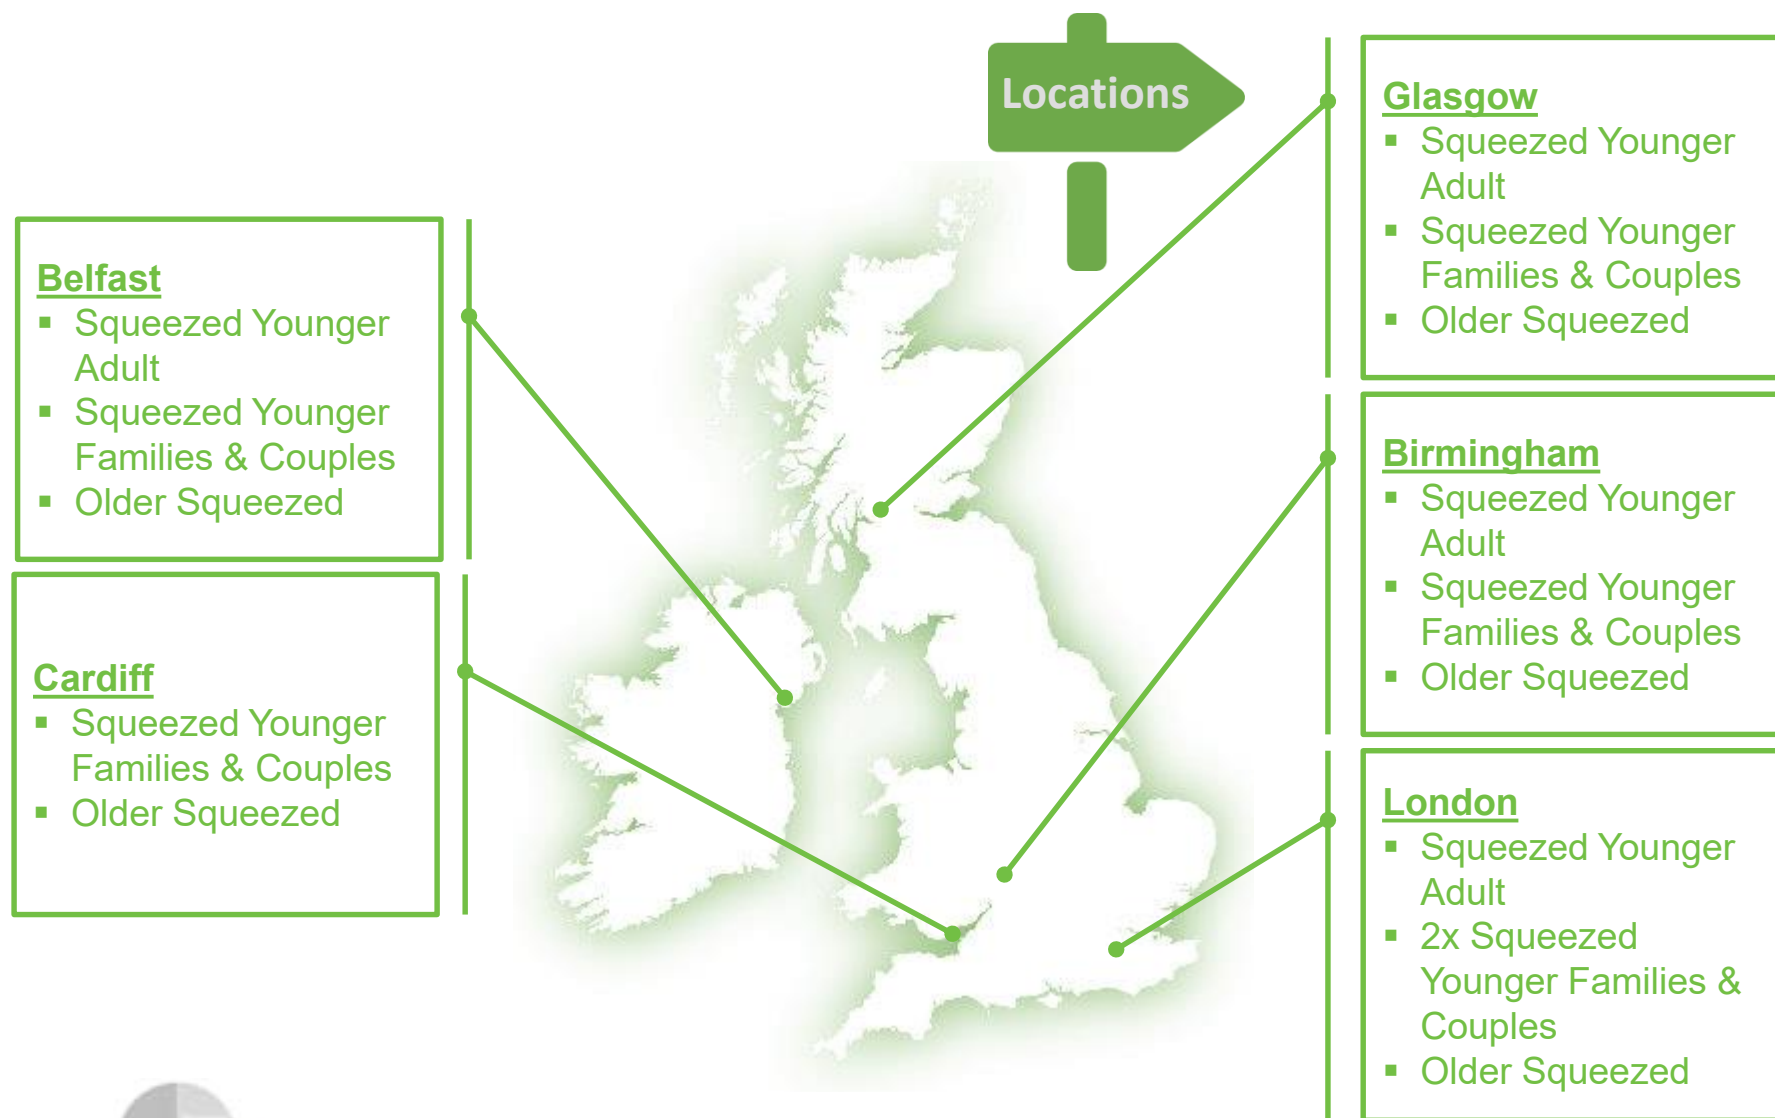 Locations
Belfast
▪ Squeezed Younger
Adult
▪ Squeezed Younger
Families & Couples
▪ Older Squeezed
Cardiff
▪ Squeezed Younger
Families & Couples
▪ Older Squeezed
Glasgow
▪ Squeezed Younger
Adult
▪ Squeezed Younger
Families & Couples
▪ Older Squeezed
Birmingham
▪ Squeezed Younger
Adult
▪ Squeezed Younger
Families & Couples
▪ Older Squeezed
London
▪ Squeezed Younger
Adult
▪ 2x Squeezed
Younger Families &
Couples
▪ Older Squeezed